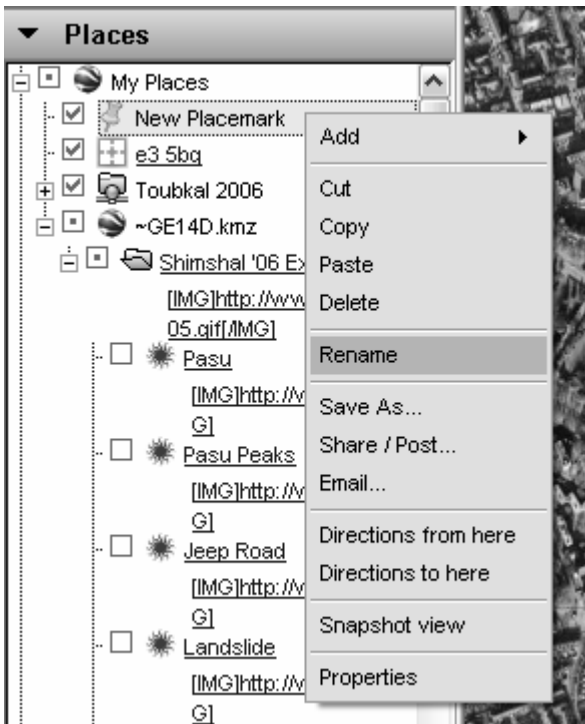 Places
My Places
New Placemark
e3 5bq
Toubkal 2006
~GE14D.kmz
Shimshal '06 Ex
[IMG]http://ww
05.gif[/IMG]
Pasu
[IMG]http://w
G]
Pasu Peaks
[IMG]http://w
G]
Jeep Road
[IMG]http://w
G]
Landslide
[IMG]http://w
G]
Add
Cut
Copy
Paste
Delete
Rename
Save As...
Share / Post...
Email...
Directions from here
Directions to here
Snapshot view
Properties